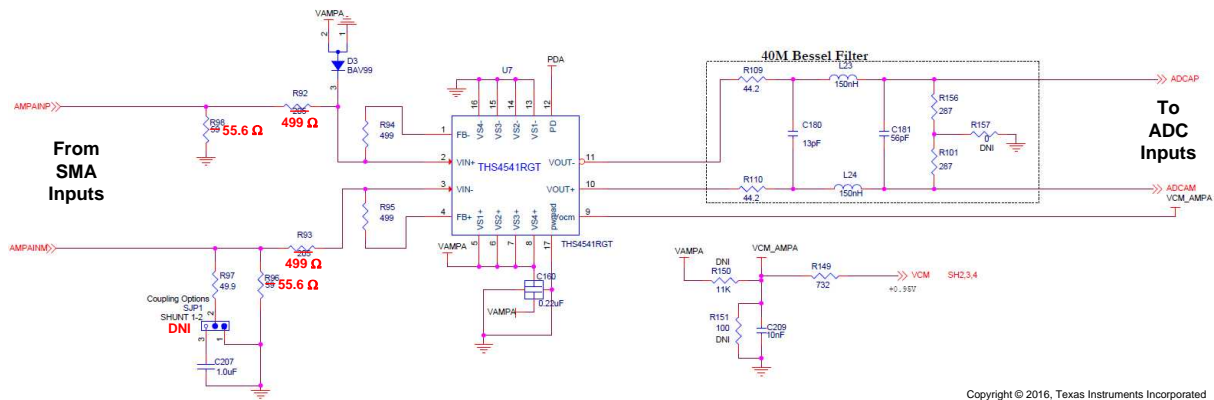 VAMPA
2
1
D3
BAV99
3
AMPAINP
R92
205
499 Ω
R98
59
55.6 Ω
From
SMA
Inputs
R94
499
R95
499
AMPAINM
R93
205
499 Ω
R97
49.9
R96
59
55.6 Ω
Coupling Options
SJP1
SHUNT 1-2
DNI
2
3
1
C207
1.0uF
U7
PDA
16
15
14
13
12
VS4-
VS3-
VS2-
VS1-
PD
1
FB-
2
VIN+
3
VIN-
4
FB+
THS4541RGT
VOUT-
11
VOUT+
10
Vocm
9
VS1+
VS2+
VS3+
VS4+
pwrpad
5
6
7
8
17
THS4541RGT
VAMPA
C160
0.22uF
VAMPA
40M Bessel Filter
R109
44.2
L23
150nH
C180
13pF
C181
56pF
R156
287
R157
0
DNI
R101
287
R110
44.2
L24
150nH
ADCAP
To
ADC
Inputs
ADCAM
VCM_AMPA
VAMPA
DNI
R150
11K
VCM_AMPA
R149
732
VCM
SH2,3,4
+0.95V
R151
100
DNI
C209
10nF
Copyright © 2016, Texas Instruments Incorporated